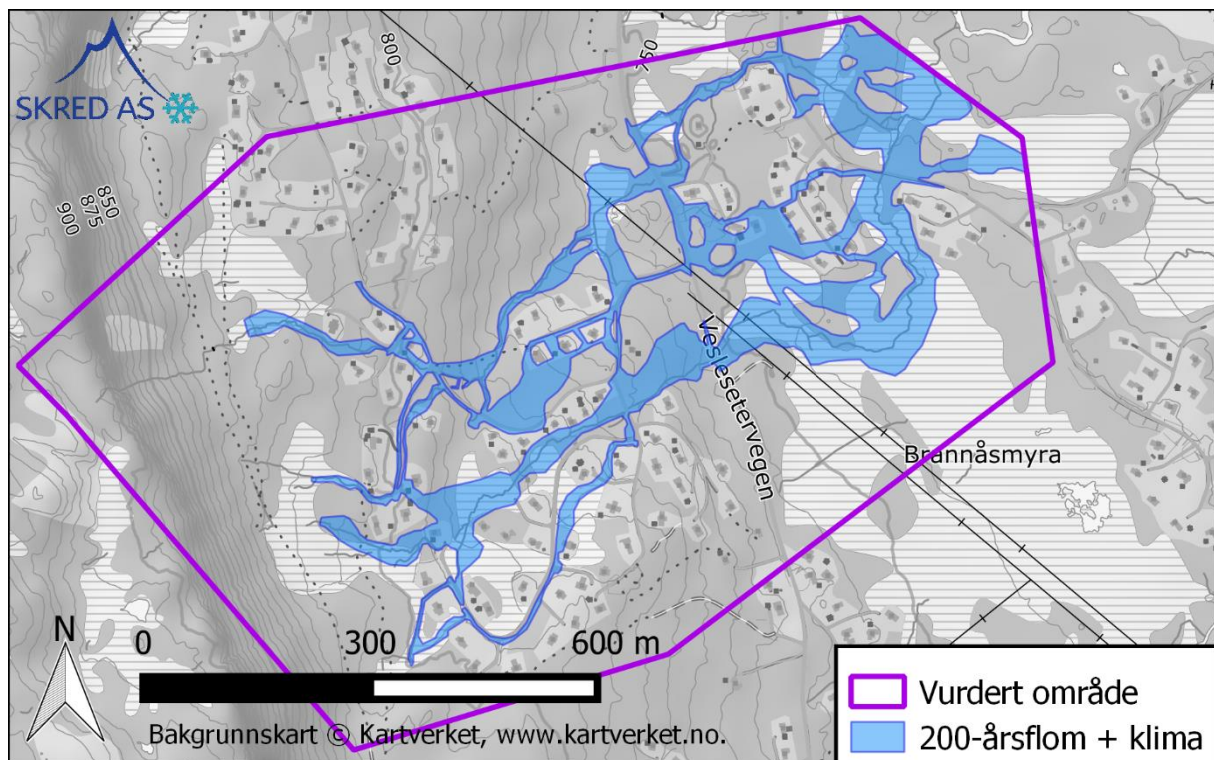 SKRED AS
800
750
850
875
900
Veslesetervegen
Brannåsmyra
N
0 300 600 m
Bakgrunnskart © Kartverket, www.kartverket.no.
Vurdert område
200-årsflom + klima